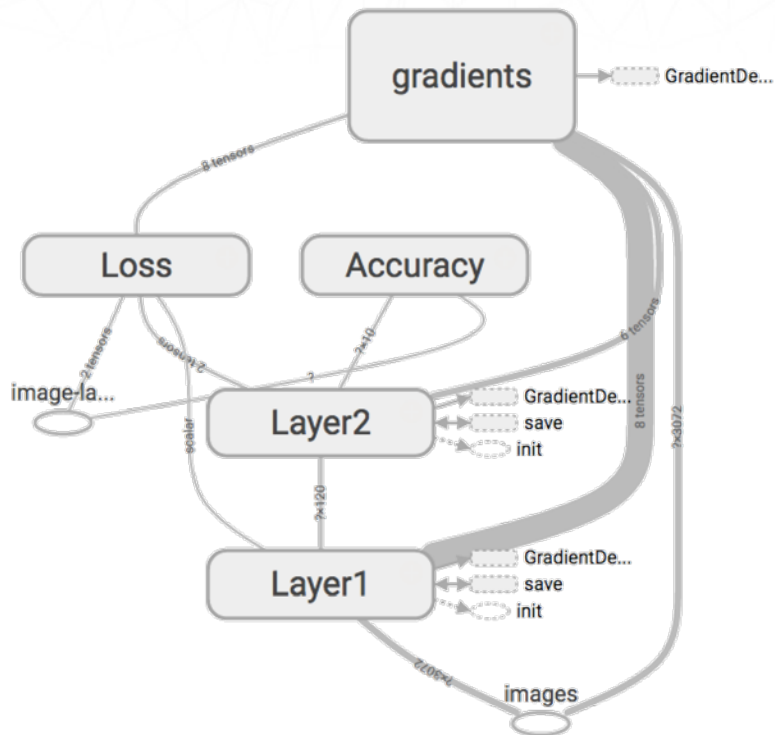 gradients
GradientDe...
8 tensors
Loss
Accuracy
2 tensors
2 tensors
?×10
6 tensors
?
image-la...
8 tensors
?×3072
Layer2
GradientDe...
save
init
scalar
?×120
Layer1
GradientDe...
save
init
?×3072
images